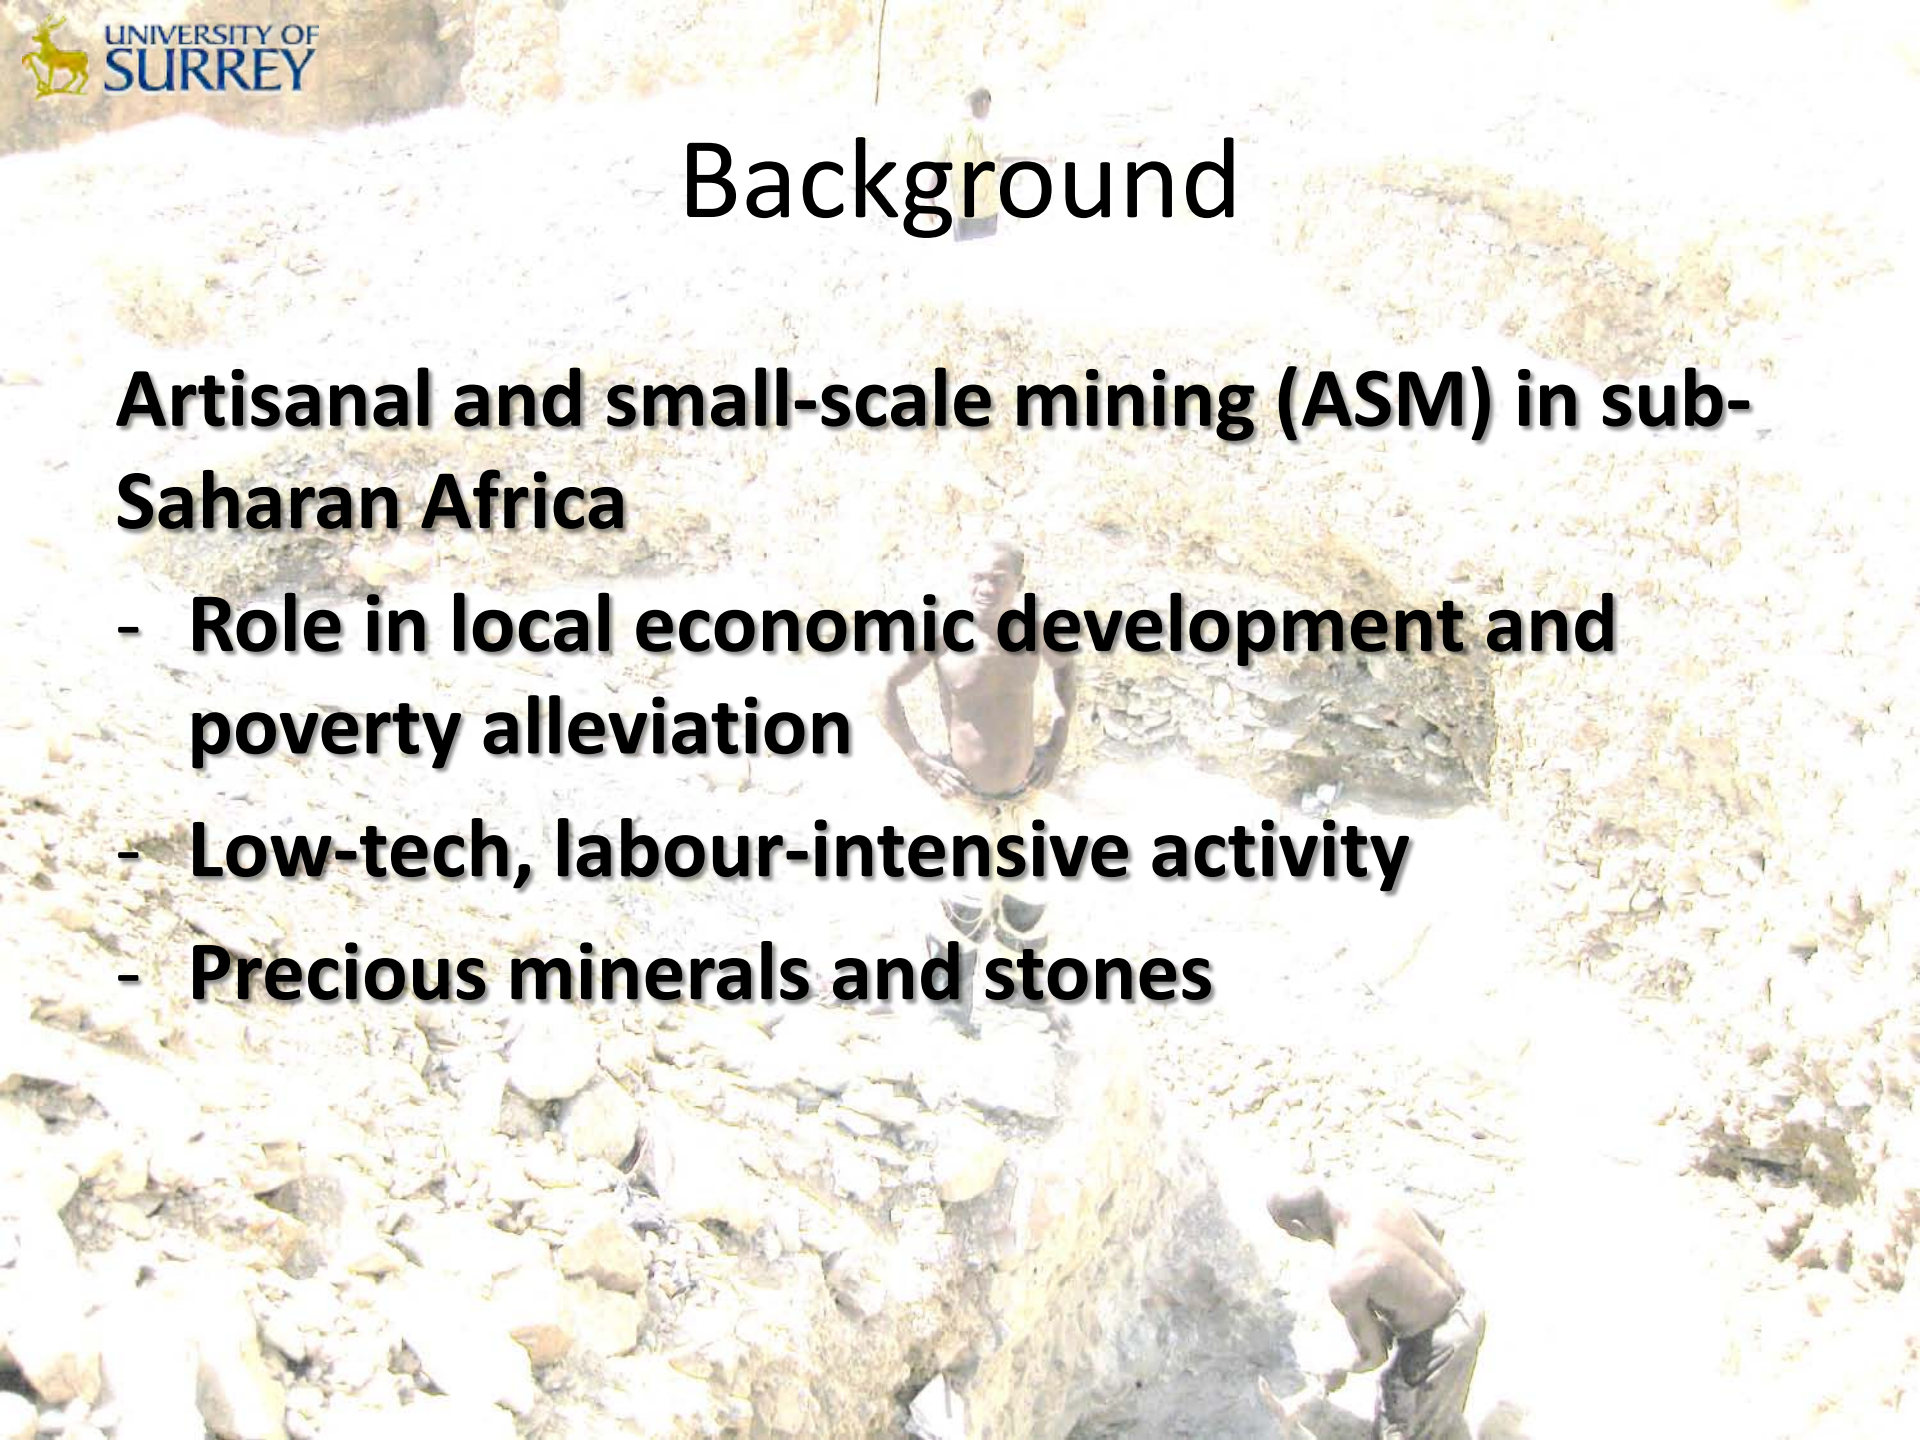 UNIVERSITY OF
SURREY
Background
Artisanal and small-scale mining (ASM) in sub-
Saharan Africa
- Role in local economic development and
poverty alleviation
- Low-tech, labour-intensive activity
- Precious minerals and stones